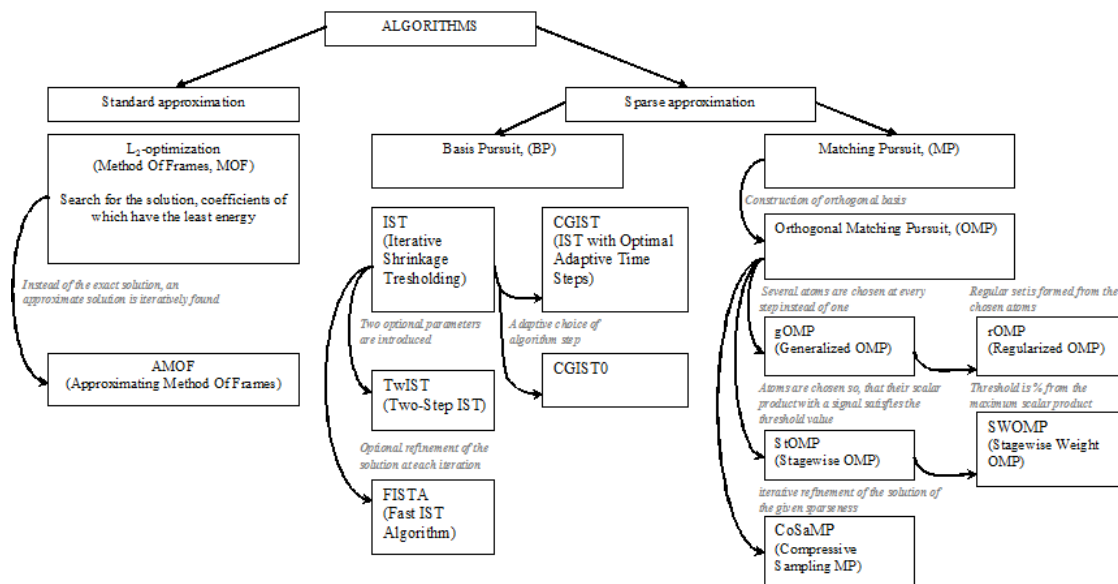 ALGORITHMS
Standard approximation
Sparse approximation
L₂-optimization
(Method Of Frames, MOF)
Search for the solution, coefficients of
which have the least energy
Instead of the exact solution, an
approximate solution is iteratively found
AMOF
(Approximating Method Of Frames)
Basis Pursuit, (BP)
IST
(Iterative
Shrinkage
Tresholding)
CGIST
(IST with Optimal
Adaptive Time
Steps)
Two optional parameters
are introduced
Adaptive choice of
algorithm step
TwIST
(Two-Step IST)
CGIST0
Optional refinement of the
solution at each iteration
FISTA
(Fast IST
Algorithm)
Matching Pursuit, (MP)
Construction of orthogonal basis
Orthogonal Matching Pursuit, (OMP)
Several atoms are chosen at every
step instead of one
Regular set is formed from the
chosen atoms
gOMP
(Generalized OMP)
rOMP
(Regularized OMP)
Atoms are chosen so, that their scalar
product with a signal satisfies the
threshold value
Threshold is % from the
maximum scalar product
StOMP
(Stagewise OMP)
SWOMP
(Stagewise Weight
OMP)
iterative refinement of the solution of
the given sparseness
CoSaMP
(Compressive
Sampling MP)